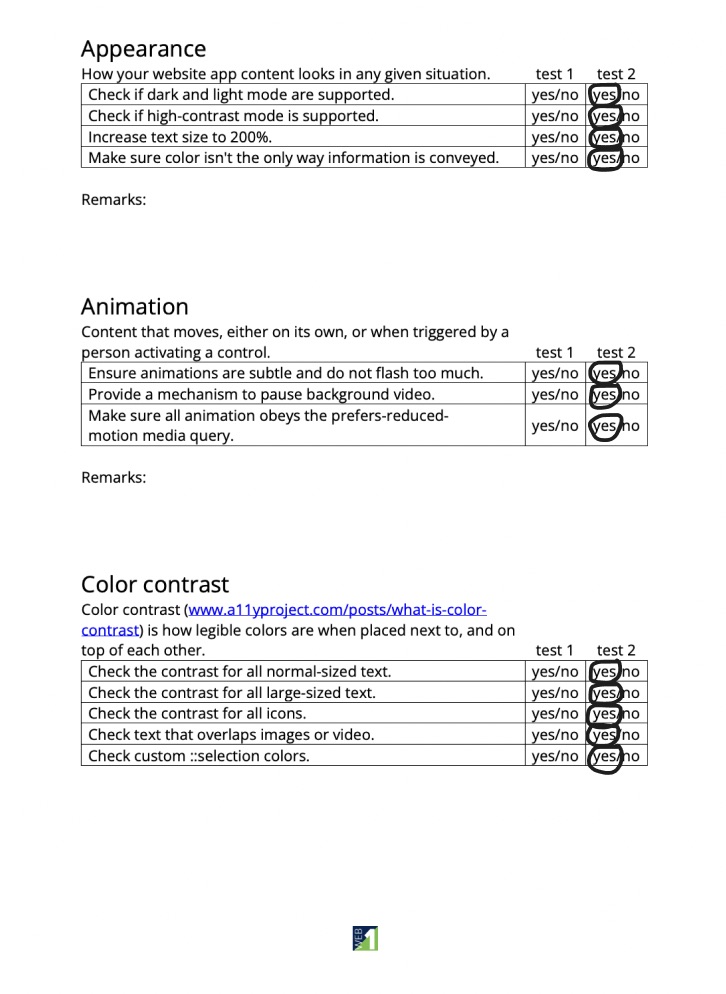 Appearance
How your website app content looks in any given situation. test 1 test 2
Check if dark and light mode are supported. yes/no yes/no
Check if high-contrast mode is supported. yes/no yes/no
Increase text size to 200%. yes/no yes/no
Make sure color isn't the only way information is conveyed. yes/no yes/no
Remarks:
Animation
Content that moves, either on its own, or when triggered by a
person activating a control. test 1 test 2
Ensure animations are subtle and do not flash too much. yes/no yes/no
Provide a mechanism to pause background video. yes/no yes/no
Make sure all animation obeys the prefers-reduced-
motion media query. yes/no yes/no
Remarks:
Color contrast
Color contrast (www.a11yproject.com/posts/what-is-color-
contrast) is how legible colors are when placed next to, and on
top of each other. test 1 test 2
Check the contrast for all normal-sized text. yes/no yes/no
Check the contrast for all large-sized text. yes/no yes/no
Check the contrast for all icons. yes/no yes/no
Check text that overlaps images or video. yes/no yes/no
Check custom ::selection colors. yes/no yes/no
WEB 1